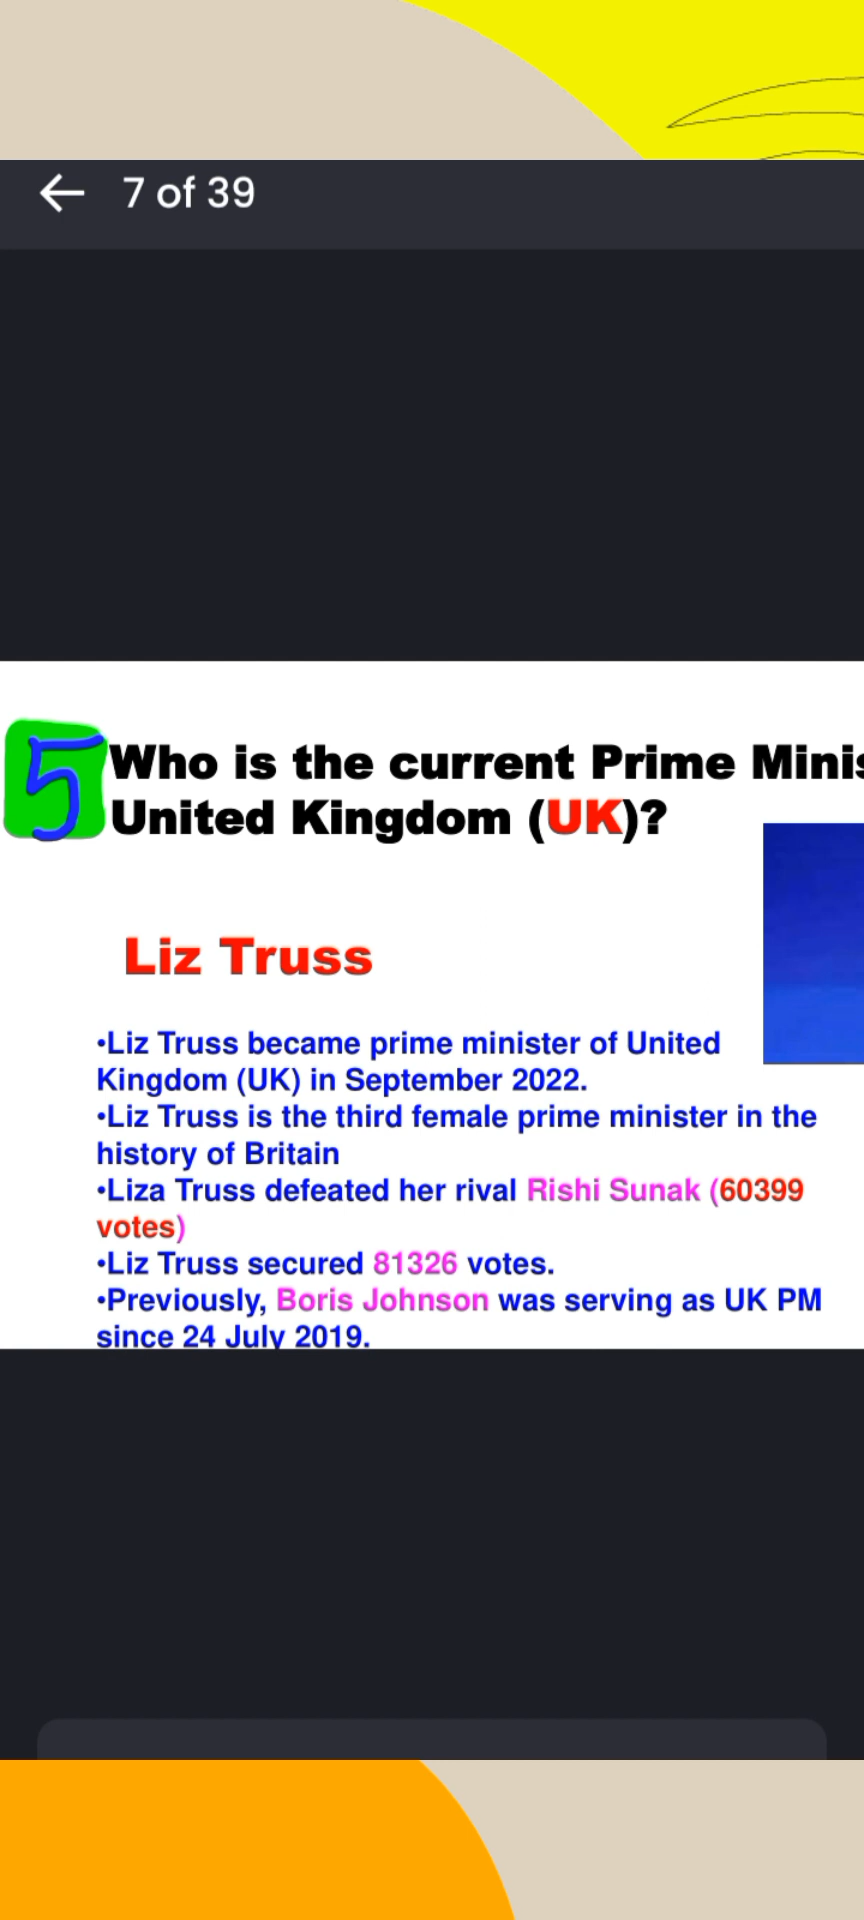 7 of 39
5
Who is the current Prime Minis
United Kingdom (UK)?
Liz Truss
•Liz Truss became prime minister of United
Kingdom (UK) in September 2022.
•Liz Truss is the third female prime minister in the
history of Britain
•Liza Truss defeated her rival Rishi Sunak (60399
votes)
•Liz Truss secured 81326 votes.
•Previously, Boris Johnson was serving as UK PM
since 24 July 2019.